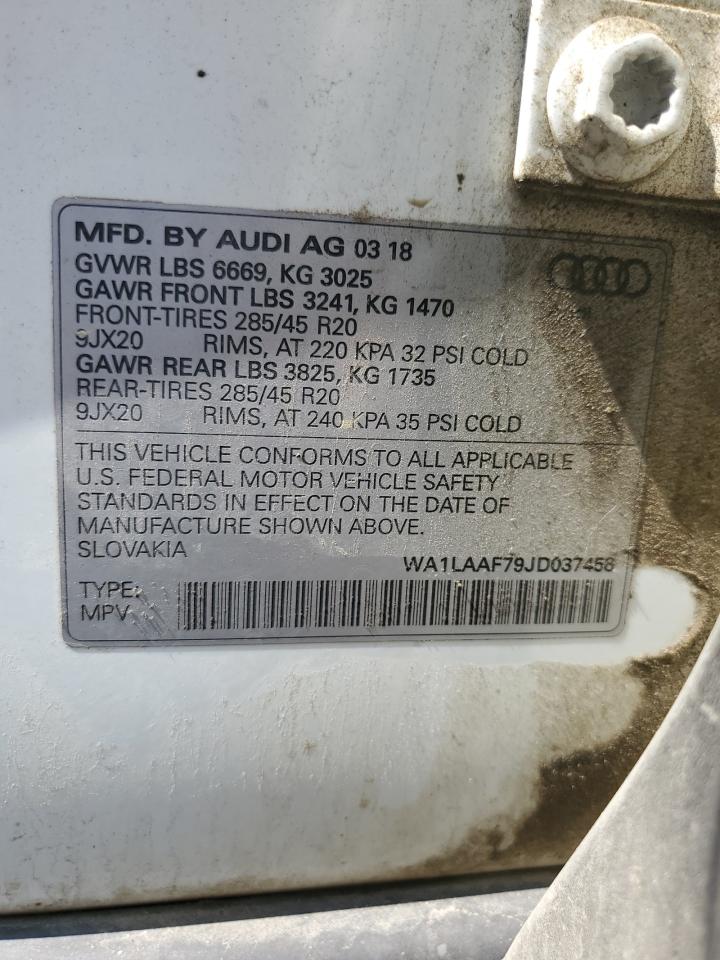 MFD. BY AUDI AG 03 18
GVWR LBS 6669, KG 3025
GAWR FRONT LBS 3241, KG 1470
FRONT-TIRES 285/45 R20
9JX20 RIMS, AT 220 KPA 32 PSI COLD
GAWR REAR LBS 3825, KG 1735
REAR-TIRES 285/45 R20
9JX20 RIMS, AT 240 KPA 35 PSI COLD
THIS VEHICLE CONFORMS TO ALL APPLICABLE
U.S. FEDERAL MOTOR VEHICLE SAFETY
STANDARDS IN EFFECT ON THE DATE OF
MANUFACTURE SHOWN ABOVE.
SLOVAKIA
WA1LAAF79JD037458
TYPE:
MPV